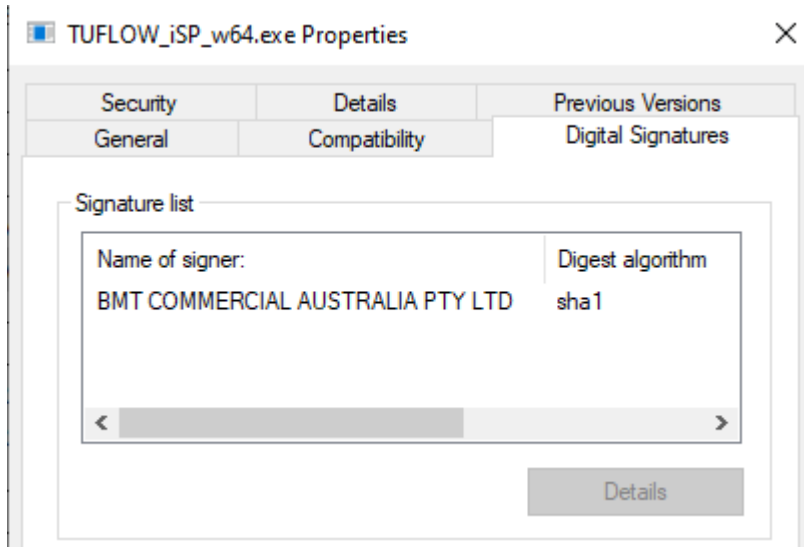 TUFLOW_iSP_w64.exe Properties
Security Details Previous Versions
General Compatibility Digital Signatures
Signature list
Name of signer: Digest algorithm
BMT COMMERCIAL AUSTRALIA PTY LTD sha1
Details